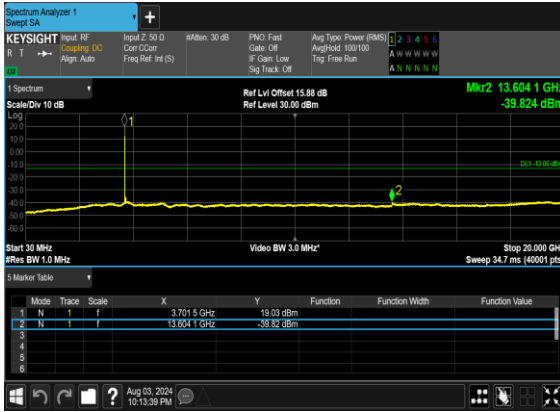 Spectrum Analyzer 1
Swept SA
+
KEYSIGHT Input: RF Input Z: 50 Ω #Atten: 30 dB PNO: Fast Avg Type: Power (RMS) 1 2 3 4 5 6
R T Coupling: DC Corr CCorr Gate: Off Avg|Hold: 100/100 A W W W W W
Align: Auto Freq Ref: Int (S) IF Gain: Low Trig: Free Run
Sig Track: Off A N N N N N
1 Spectrum Ref Lvl Offset 15.88 dB Mkr2 13.604 1 GHz
Scale/Div 10 dB Ref Level 30.00 dBm -39.824 dBm
Log
20.0
10.0
0.00
-10.0
-20.0
-30.0
-40.0
-50.0
-60.0
1
DL1 -13.00 dBm
2
Start 30 MHz Video BW 3.0 MHz* Stop 20.000 GH
#Res BW 1.0 MHz Sweep 34.7 ms (40001 pts
5 Marker Table
Mode Trace Scale X Y Function Function Width Function Value
1 N 1 f 3.701 5 GHz 19.03 dBm
2 N 1 f 13.604 1 GHz -39.82 dBm
3
4
5
6
? Aug 03, 2024
10:13:39 PM